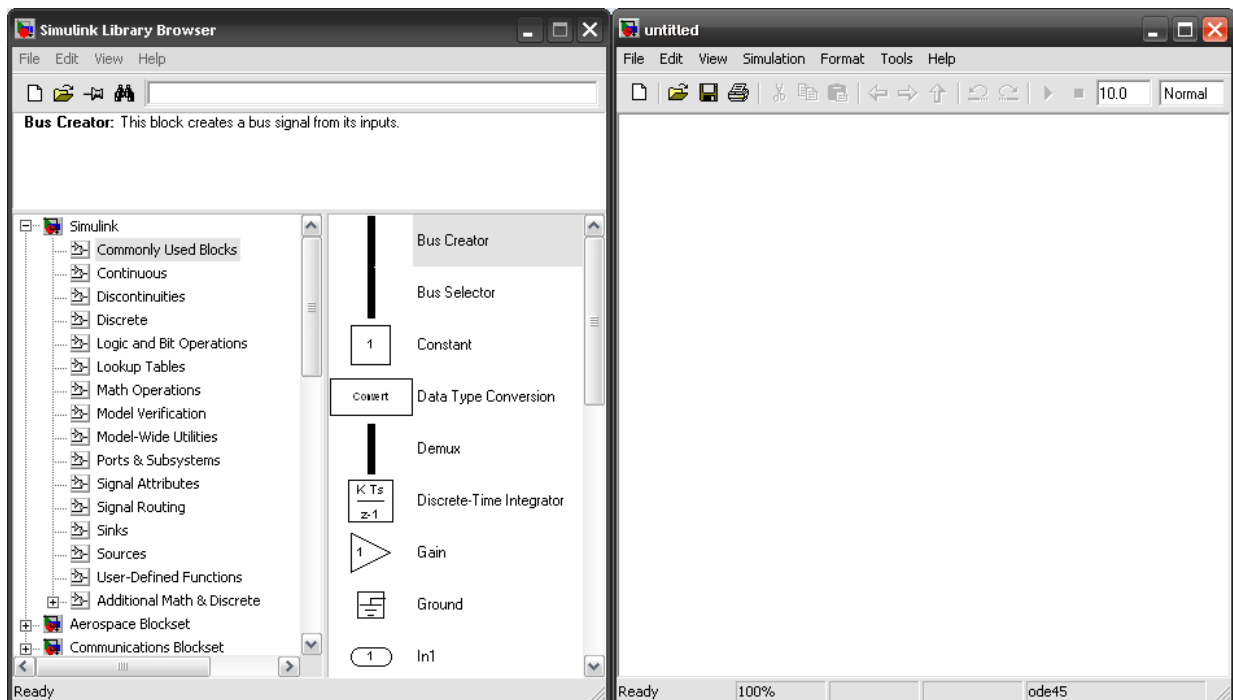 Simulink Library Browser
File Edit View Help
Bus Creator: This block creates a bus signal from its inputs.
Simulink
Commonly Used Blocks
Continuous
Discontinuities
Discrete
Logic and Bit Operations
Lookup Tables
Math Operations
Model Verification
Model-Wide Utilities
Ports & Subsystems
Signal Attributes
Signal Routing
Sinks
Sources
User-Defined Functions
Additional Math & Discrete
Aerospace Blockset
Communications Blockset
Bus Creator
Bus Selector
1 Constant
Convert Data Type Conversion
Demux
K Ts
z-1
Discrete-Time Integrator
1 Gain
Ground
1 In1
Ready
untitled
File Edit View Simulation Format Tools Help
10.0 Normal
Ready 100% ode45